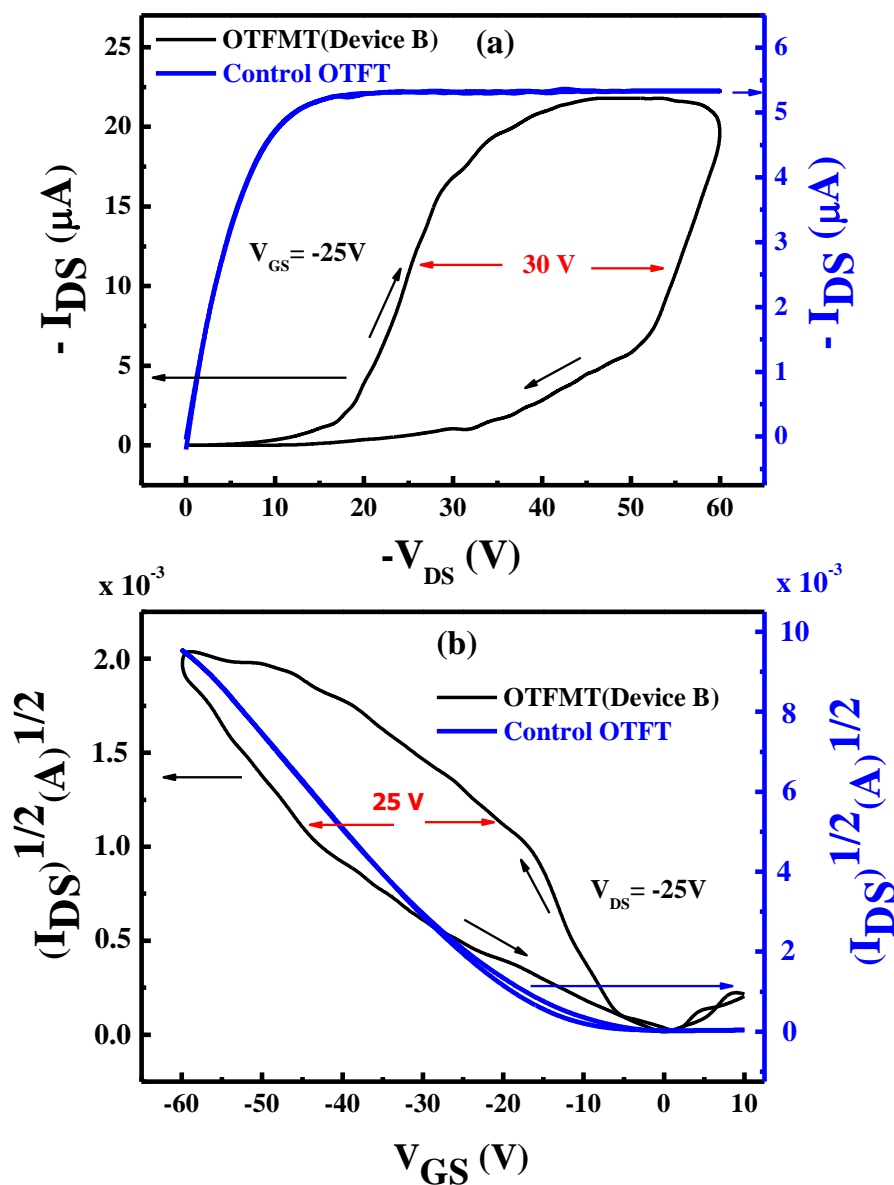 OTFMT(Device B)
Control OTFT
(a)
25
20
15
10
5
0
- I_DS (μA)
6
5
4
3
2
1
0
- I_DS (μA)
V_GS= -25V
30 V
0 10 20 30 40 50 60
-V_DS (V)
x 10^-3
x 10^-3
(b)
OTFMT(Device B)
Control OTFT
2.0
1.5
1.0
0.5
0.0
(I_DS)^1/2(A)^1/2
10
8
6
4
2
0
(I_DS)^1/2(A)^1/2
25 V
V_DS= -25V
-60 -50 -40 -30 -20 -10 0 10
V_GS (V)